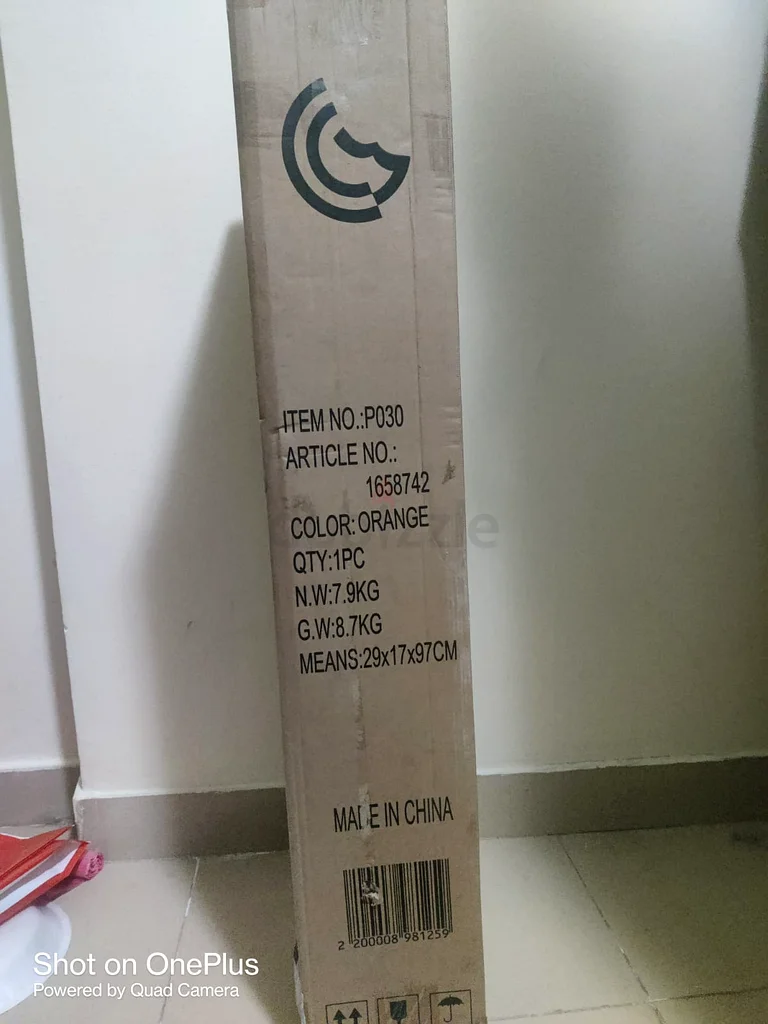 ITEM NO.:P030
ARTICLE NO.:
1658742
COLOR: ORANGE
QTY:1PC
N.W:7.9KG
G.W:8.7KG
MEANS:29x17x97CM
MADE IN CHINA
2 200008 981259
Shot on OnePlus
Powered by Quad Camera